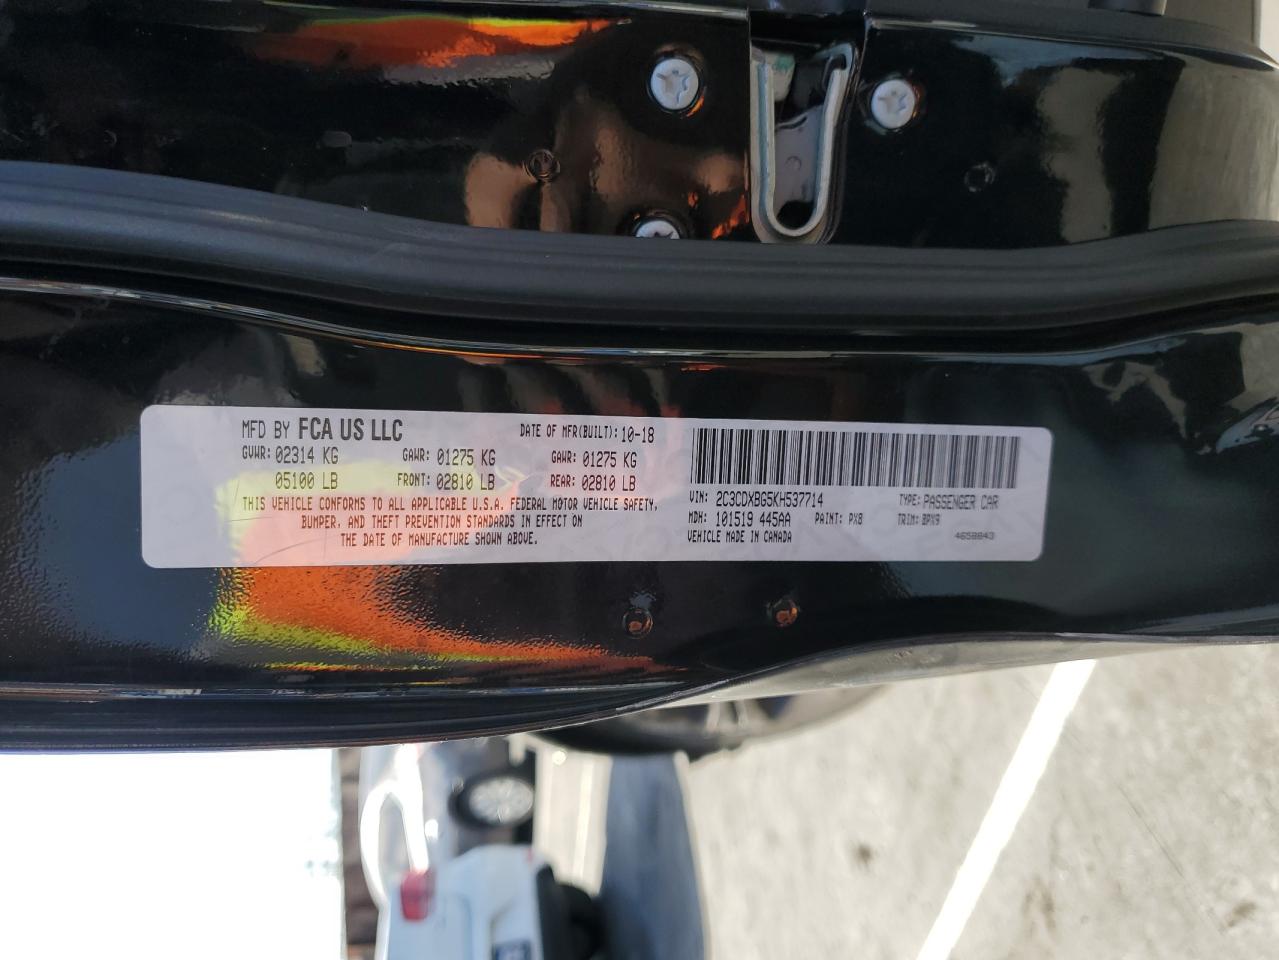 MFD BY FCA US LLC DATE OF MFR(BUILT): 10-18
GVWR: 02314 KG GAWR: 01275 KG GAWR: 01275 KG
05100 LB FRONT: 02810 LB REAR: 02810 LB
THIS VEHICLE CONFORMS TO ALL APPLICABLE U.S.A. FEDERAL MOTOR VEHICLE SAFETY,
BUMPER, AND THEFT PREVENTION STANDARDS IN EFFECT ON
THE DATE OF MANUFACTURE SHOWN ABOVE.
VIN: 2C3CDXBG5KH537714 TYPE: PASSENGER CAR
MDH: 101519 445AA PAINT: PX8 TRIM: BPX9
VEHICLE MADE IN CANADA 4658843